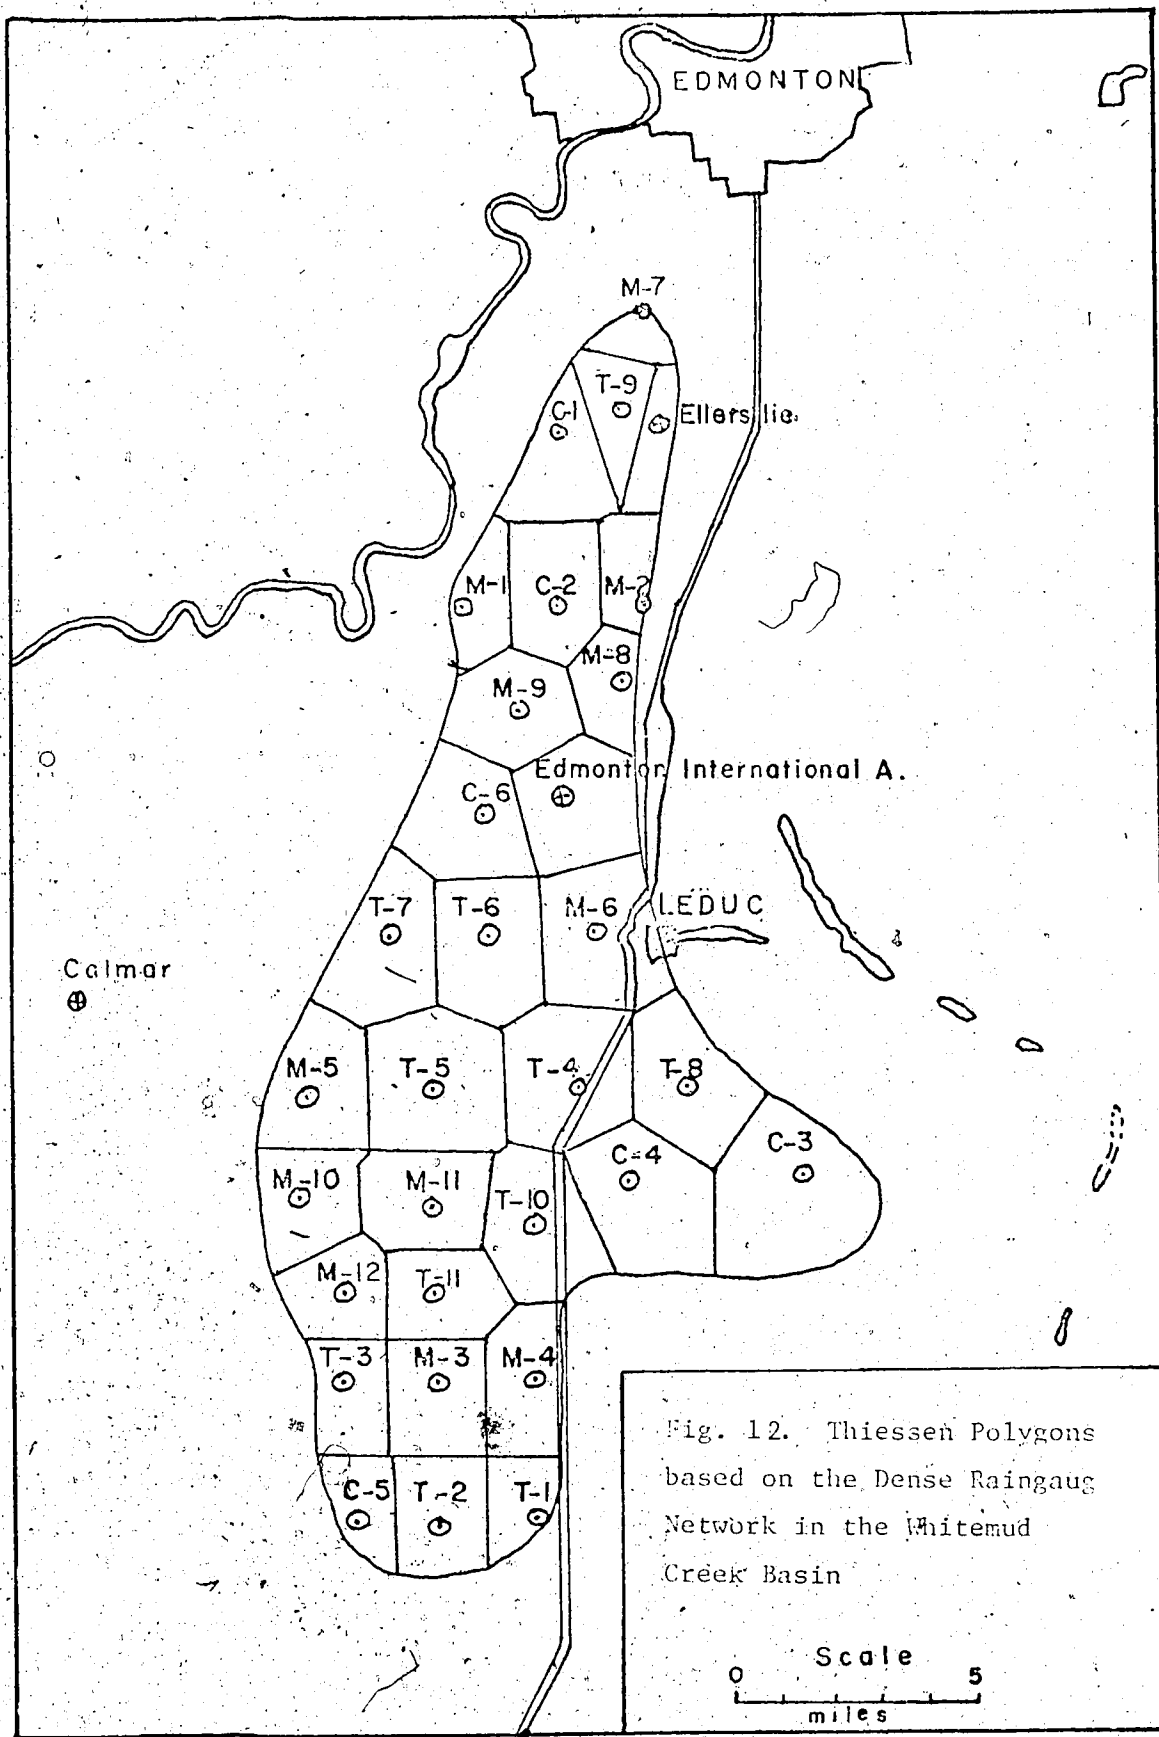 EDMONTON
M-7
T-9
C-1
Ellerslie
M-1
C-2
M-8
M-9
Edmonton International A.
C-6
T-7
T-6
M-6
LEDUC
Calmar
M-5
T-5
T-4
T-8
C-3
C-4
M-10
M-11
T-10
M-12
T-11
T-3
M-3
M-4
C-5
T-2
T-1
Fig. 12. Thiessen Polygons
based on the Dense Raingaug
Network in the Whitemud
Creek Basin
Scale
0 5
miles